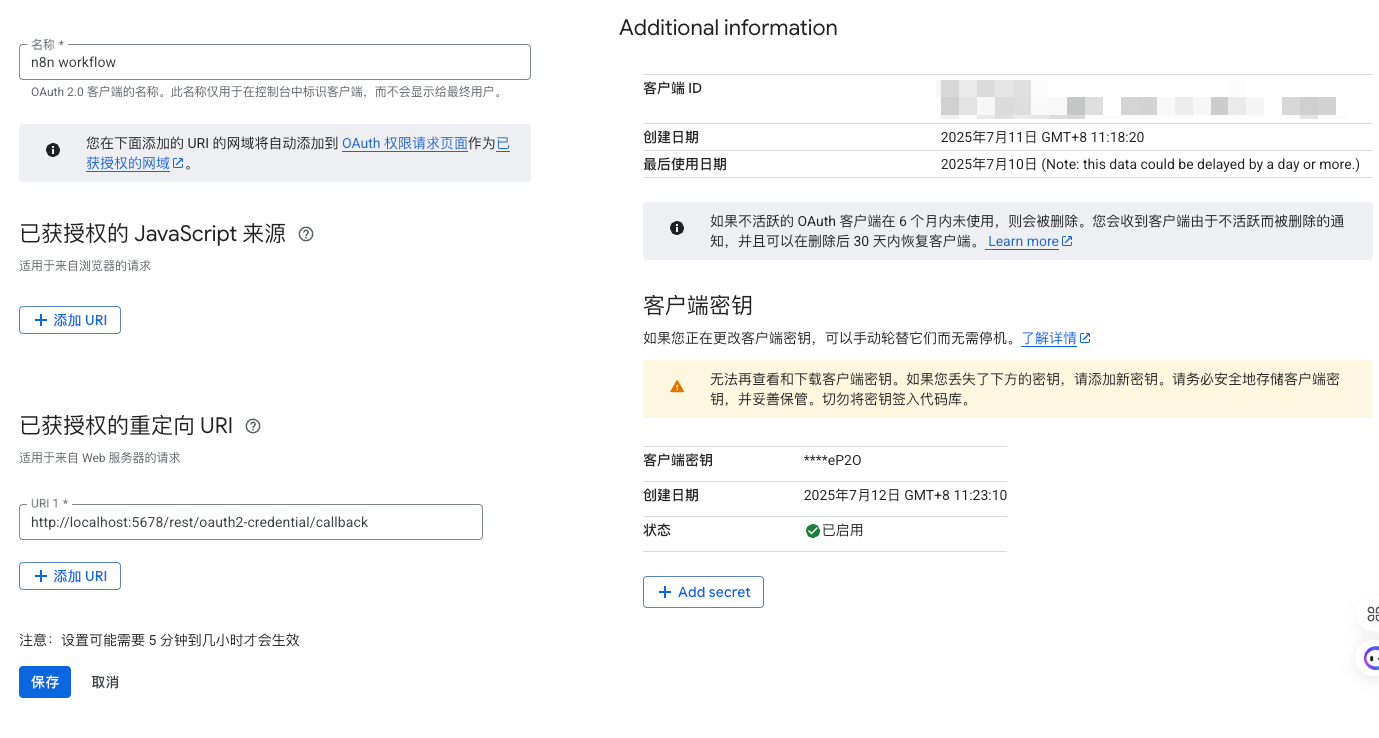 名称 *
n8n workflow
OAuth 2.0 客户端的名称。此名称仅用于在控制台中标识客户端，而不会显示给最终用户。
您在下面添加的 URI 的网域将自动添加到 OAuth 权限请求页面作为已
获授权的网域。
已获授权的 JavaScript 来源
适用于来自浏览器的请求
添加 URI
已获授权的重定向 URI
适用于来自 Web 服务器的请求
URI 1 *
http://localhost:5678/rest/oauth2-credential/callback
添加 URI
注意：设置可能需要 5 分钟到几小时才会生效
保存 取消
Additional information
客户端 ID
创建日期 2025年7月11日 GMT+8 11:18:20
最后使用日期 2025年7月10日 (Note: this data could be delayed by a day or more.)
如果不活跃的 OAuth 客户端在 6 个月内未使用，则会被删除。您会收到客户端由于不活跃而被删除的通
知，并且可以在删除后 30 天内恢复客户端。 Learn more
客户端密钥
如果您正在更改客户端密钥，可以手动轮替它们而无需停机。了解详情
无法再查看和下载客户端密钥。如果您丢失了下方的密钥，请添加新密钥。请务必安全地存储客户端密
钥，并妥善保管。切勿将密钥签入代码库。
客户端密钥 ****eP2O
创建日期 2025年7月12日 GMT+8 11:23:10
状态 已启用
Add secret